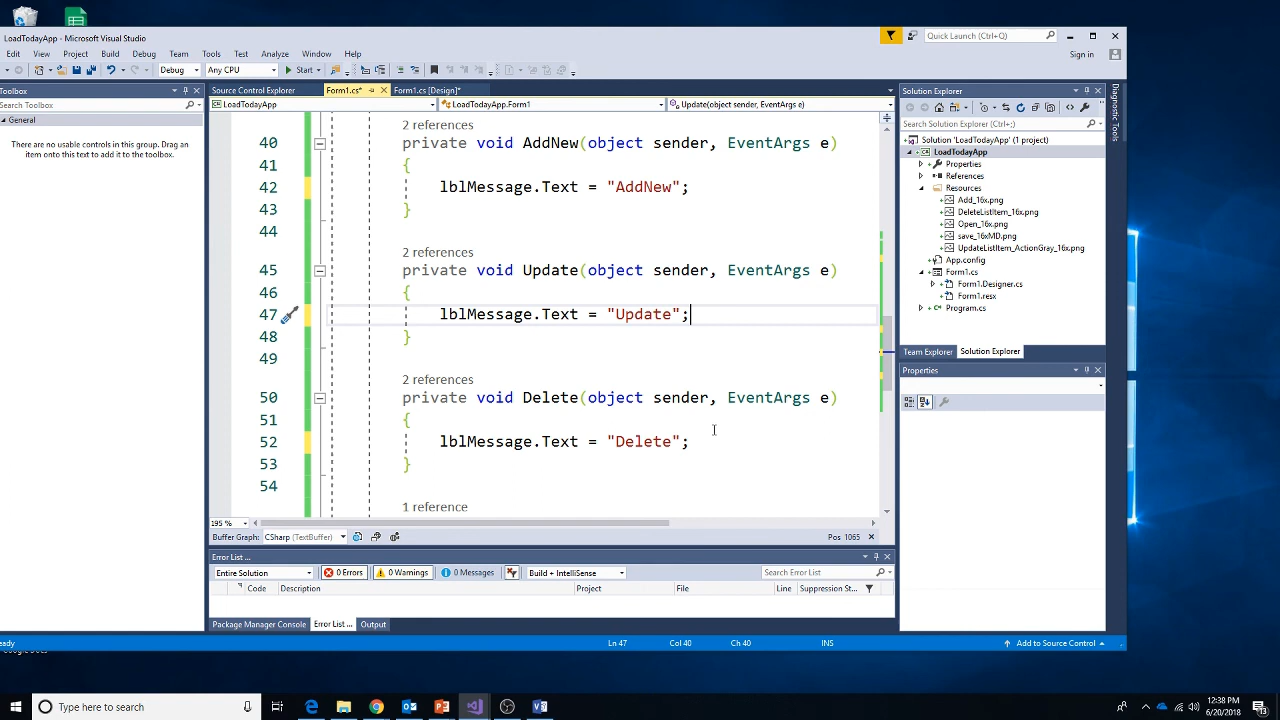 LoadTodayApp - Microsoft Visual Studio
Quick Launch (Ctrl+Q)
Edit View Project Build Debug Team Tools Test Analyze Window Help
Sign in
Debug Any CPU Start
Toolbox
Search Toolbox
General
There are no usable controls in this group. Drag an
item onto this text to add it to the toolbox.
Source Control Explorer Form1.cs* Form1.cs [Design]*
LoadTodayApp LoadTodayApp.Form1 Update(object sender, EventArgs e)
2 references
40 private void AddNew(object sender, EventArgs e)
41 {
42 lblMessage.Text = "AddNew";
43 }
44
2 references
45 private void Update(object sender, EventArgs e)
46 {
47 lblMessage.Text = "Update";
48 }
49
2 references
50 private void Delete(object sender, EventArgs e)
51 {
52 lblMessage.Text = "Delete";
53 }
54
1 reference
195 %
Buffer Graph: CSharp (TextBuffer) Pos 1065
Error List ...
Entire Solution 0 Errors 0 Warnings 0 Messages Build + IntelliSense Search Error List
Code Description Project File Line Suppression St...
Package Manager Console Error List ... Output
Solution Explorer
Search Solution Explorer (Ctrl+;)
Solution 'LoadTodayApp' (1 project)
LoadTodayApp
Properties
References
Resources
Add_16x.png
DeleteListItem_16x.png
Open_16x.png
save_16xMD.png
UpdateListItem_ActionGray_16x.png
App.config
Form1.cs
Form1.Designer.cs
Form1.resx
Program.cs
Team Explorer Solution Explorer
Properties
Diagnostic Tools
eady Ln 47 Col 40 Ch 40 INS Add to Source Control
Type here to search
12:38 PM
6/20/2018
13